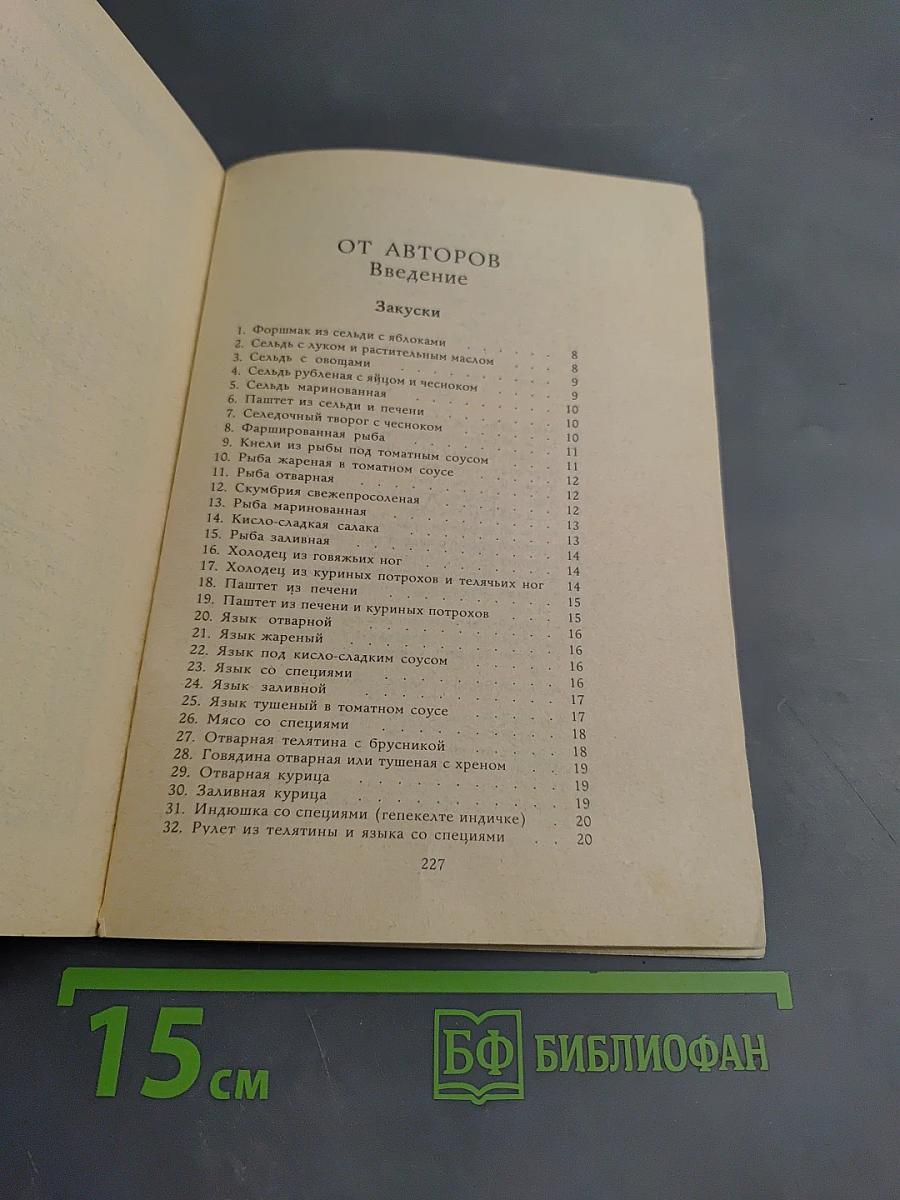 ОТ АВТОРОВ
Введение
Закуски
1. Форшмак из сельди с яблоками . . . . . . 8
2. Сельдь с луком и растительным маслом . . . 8
3. Сельдь с овощами . . . . . . . . . 9
4. Сельдь рубленая с яйцом и чесноком . . . . 9
5. Сельдь маринованная . . . . . . . . 10
6. Паштет из сельди и печени . . . . . . 10
7. Селедочный творог с чесноком . . . . . 10
8. Фаршированная рыба . . . . . . . . 11
9. Кнели из рыбы под томатным соусом . . . 11
10. Рыба жареная в томатном соусе . . . . . 12
11. Рыба отварная . . . . . . . . . . 12
12. Скумбрия свежепросоленая . . . . . . 12
13. Рыба маринованная . . . . . . . . 13
14. Кисло-сладкая салака . . . . . . . . 13
15. Рыба заливная . . . . . . . . . . 14
16. Холодец из говяжьих ног . . . . . . . 14
17. Холодец из куриных потрохов и телячьих ног 14
18. Паштет из печени . . . . . . . . . 15
19. Паштет из печени и куриных потрохов . . . 15
20. Язык отварной . . . . . . . . . . 16
21. Язык жареный . . . . . . . . . . 16
22. Язык под кисло-сладким соусом . . . . . 16
23. Язык со специями . . . . . . . . . 16
24. Язык заливной . . . . . . . . . . 17
25. Язык тушеный в томатном соусе . . . . . 17
26. Мясо со специями . . . . . . . . . 18
27. Отварная телятина с брусникой . . . . . 18
28. Говядина отварная или тушеная с хреном . . 19
29. Отварная курица . . . . . . . . . . 19
30. Заливная курица . . . . . . . . . . 19
31. Индюшка со специями (гепекелте индичке) . 20
32. Рулет из телятины и языка со специями . . 20
227
15 см
БФ БИБЛИОФАН